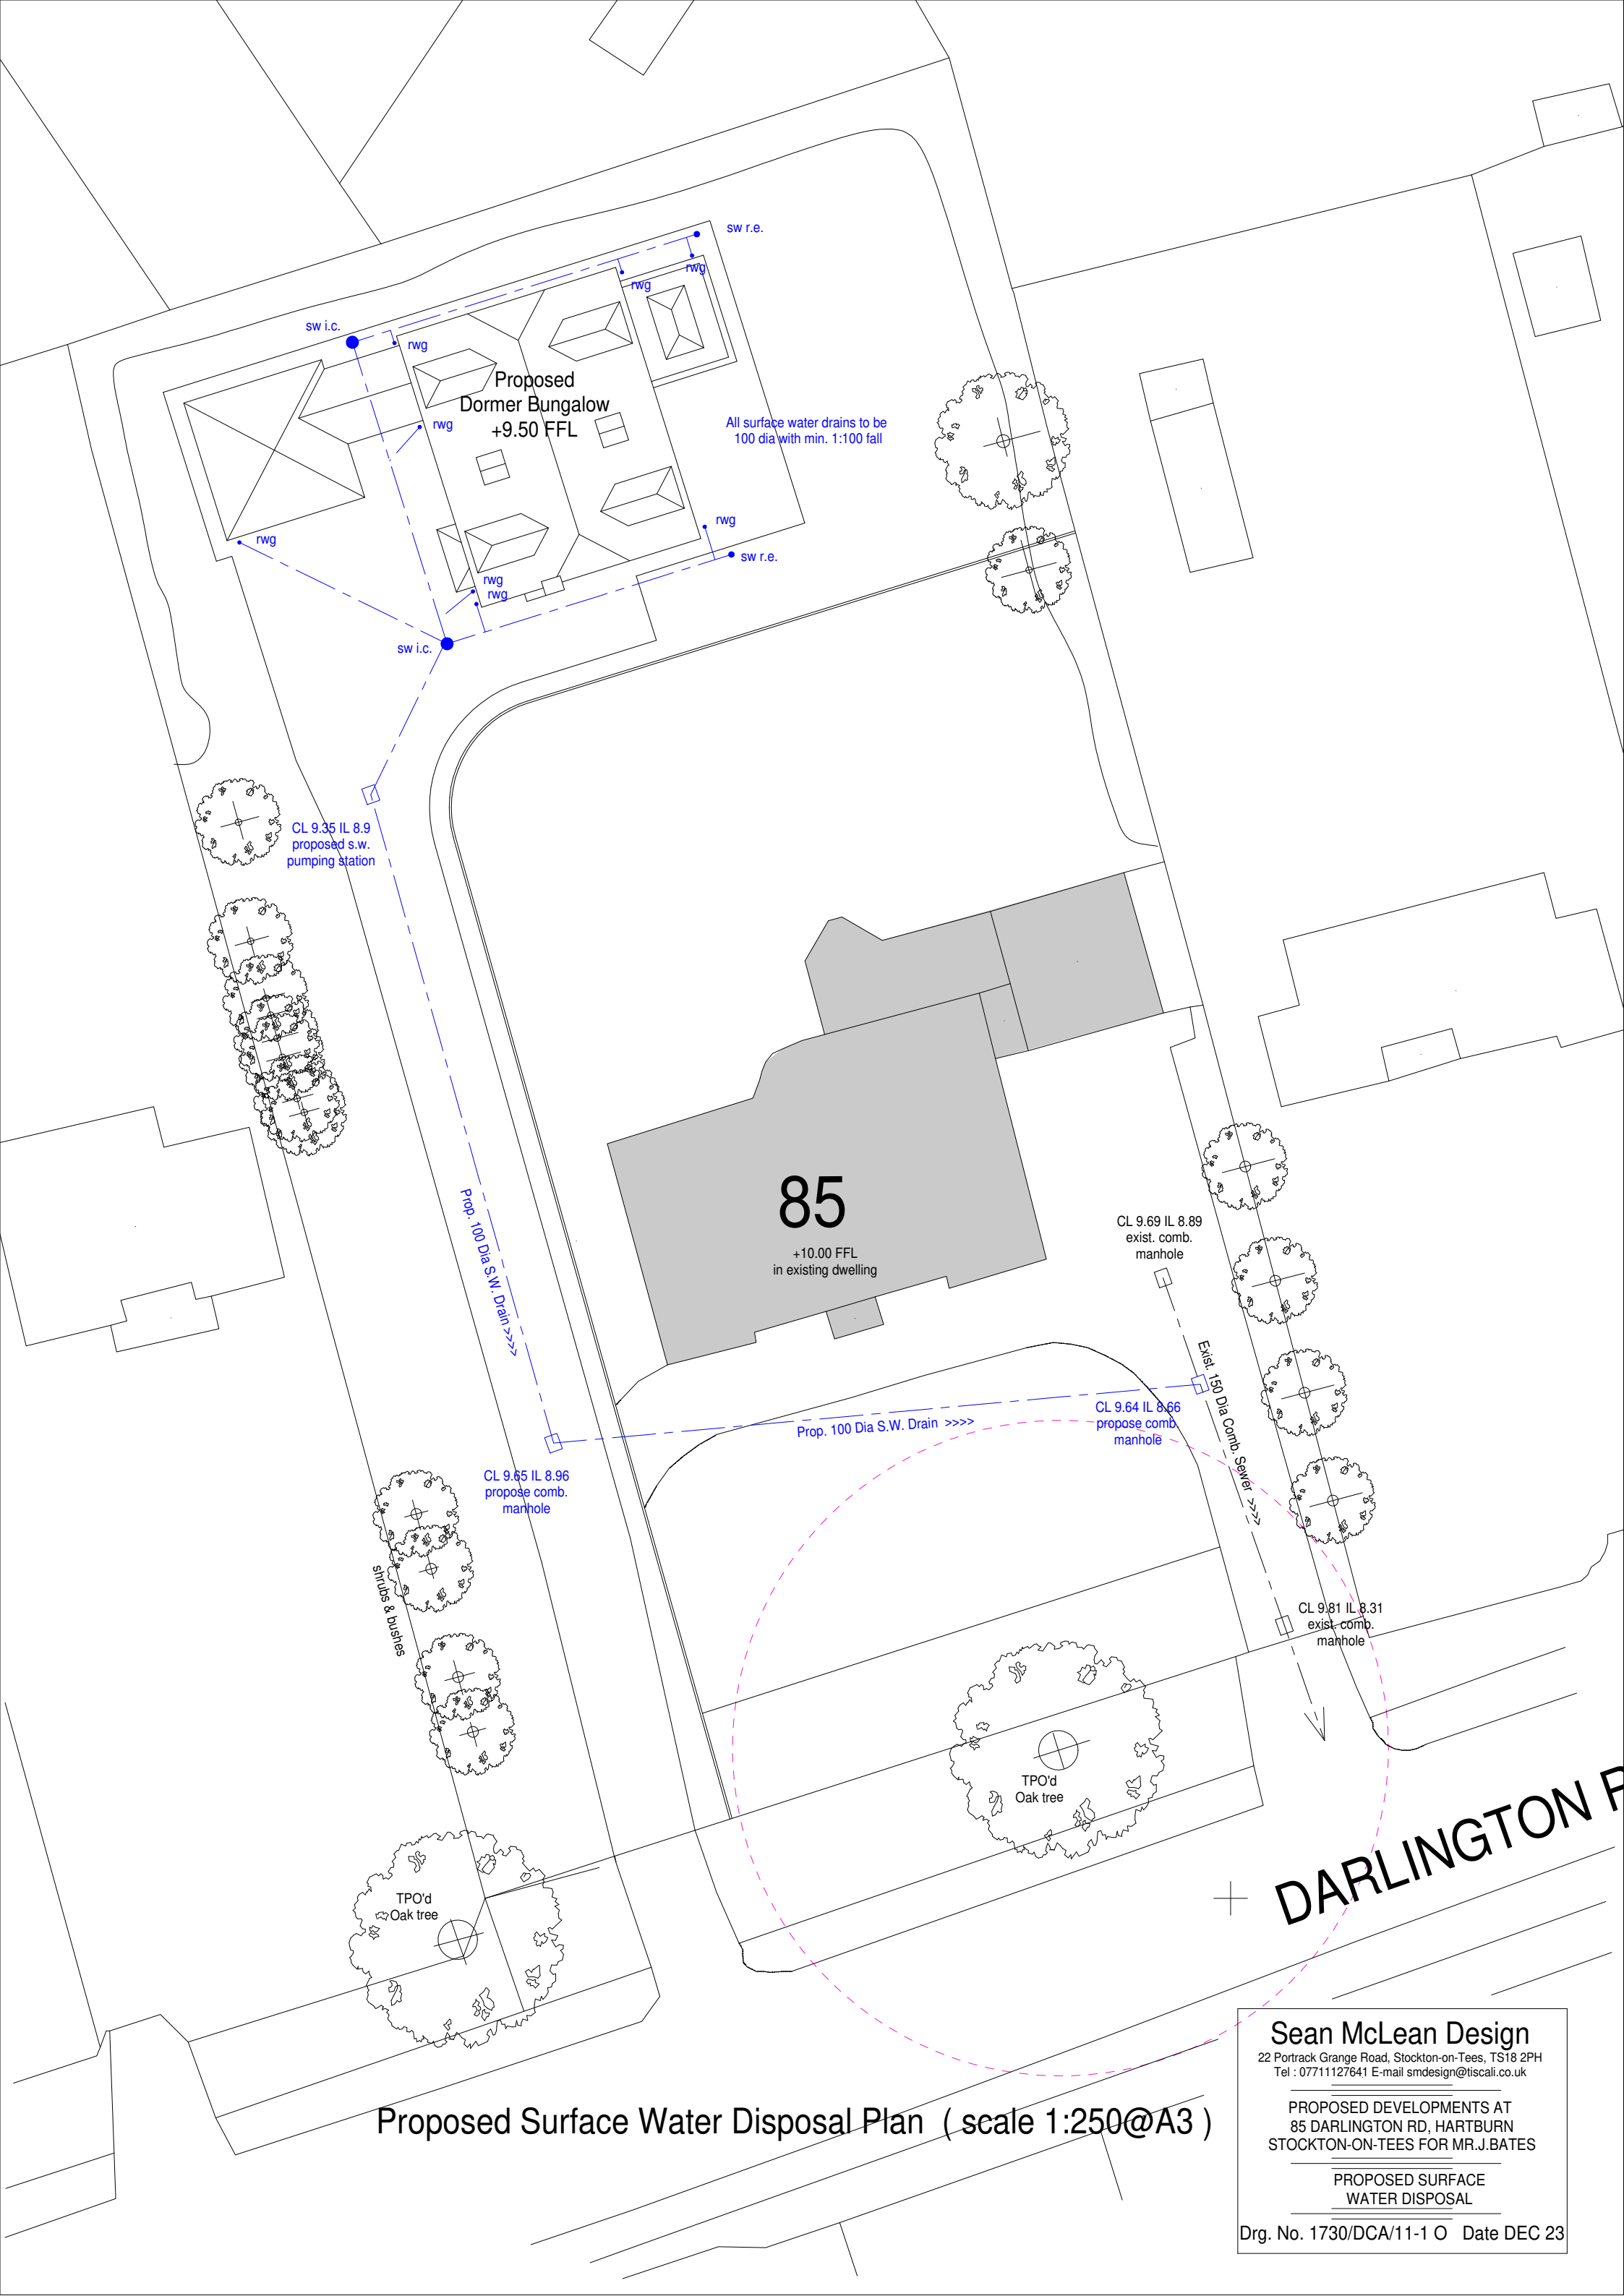 sw r.e.
rwg
rwg
sw i.c.
rwg
Proposed
Dormer Bungalow
+9.50 FFL
rwg
All surface water drains to be
100 dia with min. 1:100 fall
rwg
rwg
sw r.e.
rwg
rwg
sw i.c.
CL 9.35 IL 8.9
proposed s.w.
pumping station
85
+10.00 FFL
in existing dwelling
Prop. 100 Dia S.W. Drain >>>>
CL 9.69 IL 8.89
exist. comb.
manhole
Exist. 150 Dia Comb. Sewer >>>>
CL 9.64 IL 8.66
propose comb.
manhole
Prop. 100 Dia S.W. Drain >>>>
CL 9.65 IL 8.96
propose comb.
manhole
shrubs & bushes
CL 9.81 IL 8.31
exist. comb.
manhole
TPO'd
Oak tree
DARLINGTON R
TPO'd
Oak tree
Proposed Surface Water Disposal Plan ( scale 1:250@A3 )
Sean McLean Design
22 Portrack Grange Road, Stockton-on-Tees, TS18 2PH
Tel : 07711127641 E-mail smdesign@tiscali.co.uk
PROPOSED DEVELOPMENTS AT
85 DARLINGTON RD, HARTBURN
STOCKTON-ON-TEES FOR MR.J.BATES
PROPOSED SURFACE
WATER DISPOSAL
Drg. No. 1730/DCA/11-1 O Date DEC 23